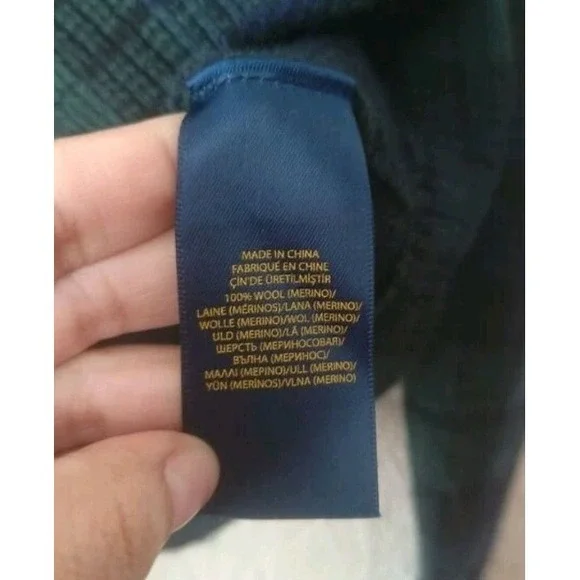 MADE IN CHINA
FABRIQUÉ EN CHINE
ÇİN'DE ÜRETİLMİŞTİR
100% WOOL (MERINO)/
LAINE (MÉRINOS)/LANA (MERINO)/
WOLLE (MERINO)/WOL (MERINO)/
ULD (MERINO)/LÃ (MERINO)/
ШЕРСТЬ (МЕРИНОСОВАЯ)/
ВЪЛНА (МЕРИНОС)/
ΜΑΛΛΙ (ΜΕΡΙΝΟ)/ULL (MERINO)/
YÜN (MERİNOS)/VLNA (MERINO)